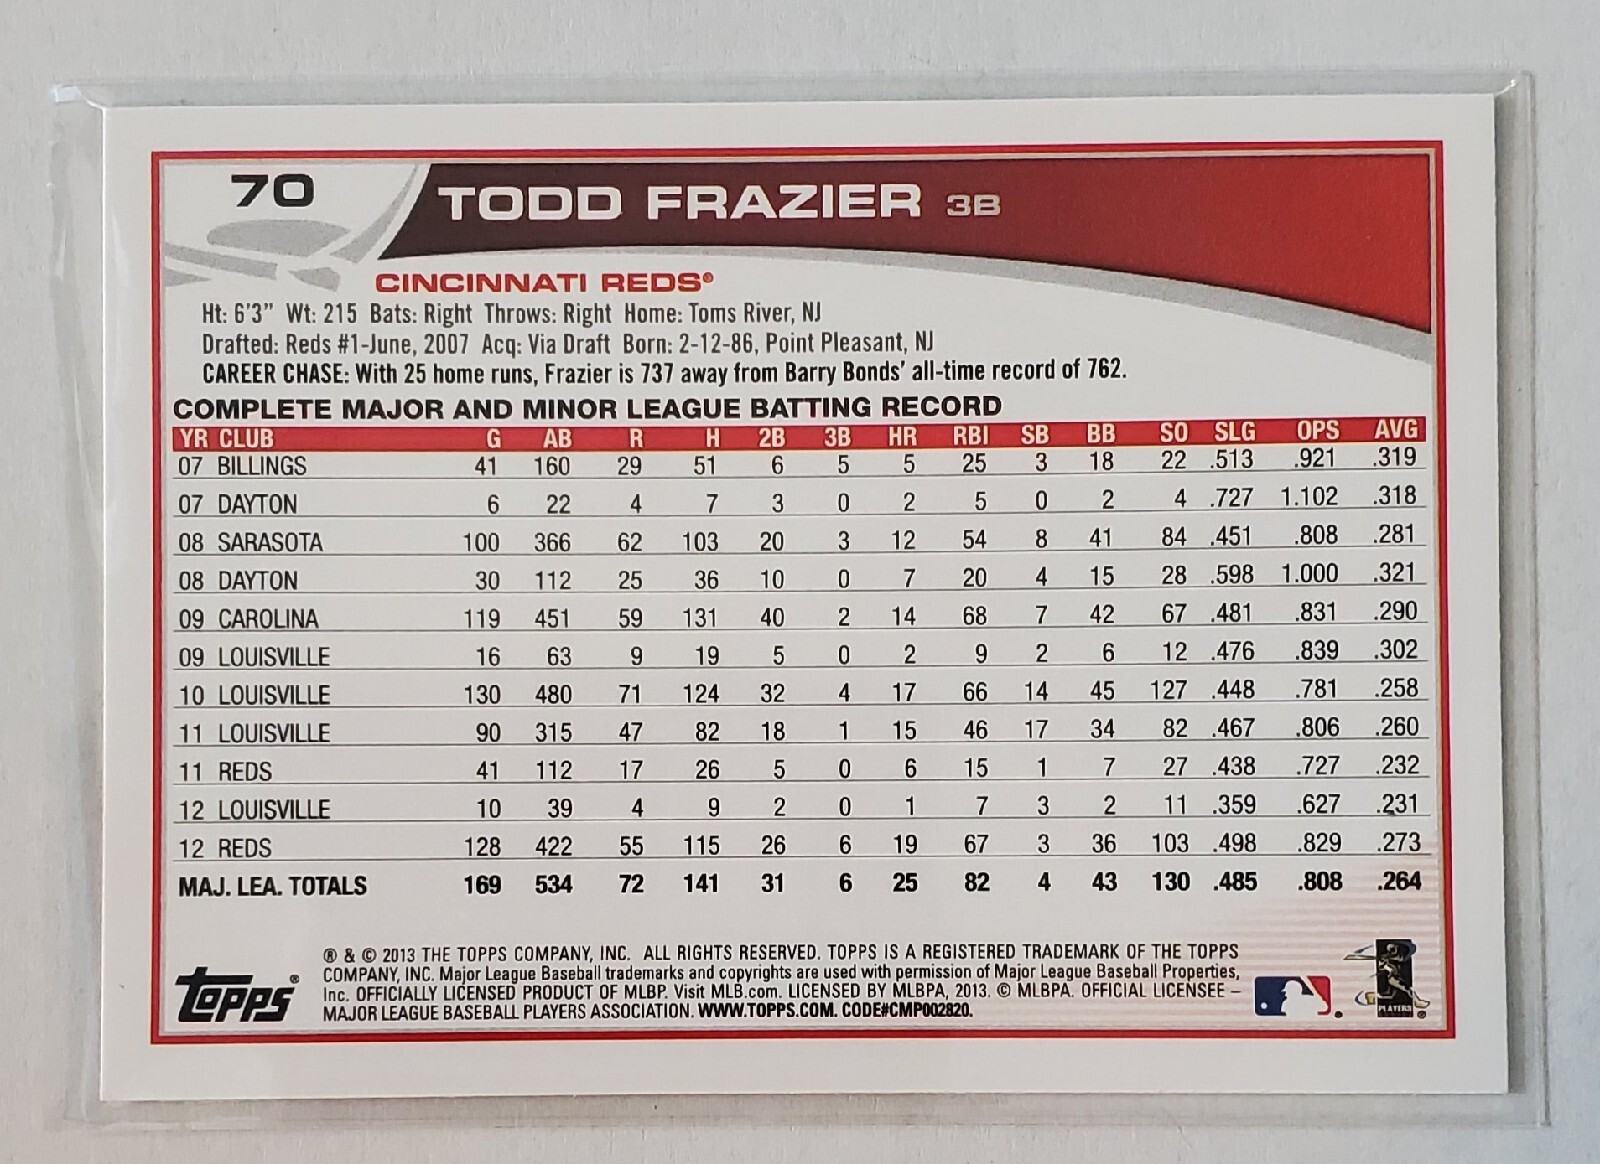 70
TODD FRAZIER 3B
CINCINNATI REDS®
Ht: 6'3" Wt: 215 Bats: Right Throws: Right Home: Toms River, NJ
Drafted: Reds #1-June, 2007 Acq: Via Draft Born: 2-12-86, Point Pleasant, NJ
CAREER CHASE: With 25 home runs, Frazier is 737 away from Barry Bonds' all-time record of 762.
COMPLETE MAJOR AND MINOR LEAGUE BATTING RECORD
YR CLUB G AB R H 2B 3B HR RBI SB BB SO SLG OPS AVG
07 BILLINGS 41 160 29 51 6 5 5 25 3 18 22 .513 .921 .319
07 DAYTON 6 22 4 7 3 0 2 5 0 2 4 .727 1.102 .318
08 SARASOTA 100 366 62 103 20 3 12 54 8 41 84 .451 .808 .281
08 DAYTON 30 112 25 36 10 0 7 20 4 15 28 .598 1.000 .321
09 CAROLINA 119 451 59 131 40 2 14 68 7 42 67 .481 .831 .290
09 LOUISVILLE 16 63 9 19 5 0 2 9 2 6 12 .476 .839 .302
10 LOUISVILLE 130 480 71 124 32 4 17 66 14 45 127 .448 .781 .258
11 LOUISVILLE 90 315 47 82 18 1 15 46 17 34 82 .467 .806 .260
11 REDS 41 112 17 26 5 0 6 15 1 7 27 .438 .727 .232
12 LOUISVILLE 10 39 4 9 2 0 1 7 3 2 11 .359 .627 .231
12 REDS 128 422 55 115 26 6 19 67 3 36 103 .498 .829 .273
MAJ. LEA. TOTALS 169 534 72 141 31 6 25 82 4 43 130 .485 .808 .264
Topps®
® & © 2013 THE TOPPS COMPANY, INC. ALL RIGHTS RESERVED. TOPPS IS A REGISTERED TRADEMARK OF THE TOPPS
COMPANY, INC. Major League Baseball trademarks and copyrights are used with permission of Major League Baseball Properties,
Inc. OFFICIALLY LICENSED PRODUCT OF MLBP. Visit MLB.com. LICENSED BY MLBPA, 2013. © MLBPA. OFFICIAL LICENSEE –
MAJOR LEAGUE BASEBALL PLAYERS ASSOCIATION. WWW.TOPPS.COM. CODE#CMP002820.
PLAYERS ®